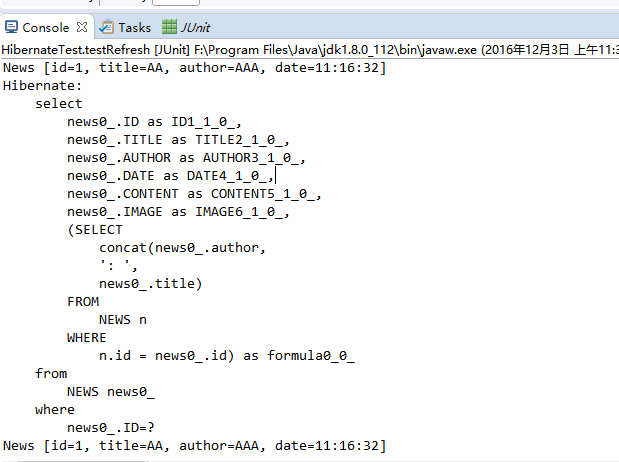 Console Tasks JUnit
HibernateTest.testRefresh [JUnit] F:\Program Files\Java\jdk1.8.0_112\bin\javaw.exe (2016年12月3日 上午11:
News [id=1, title=AA, author=AAA, date=11:16:32]
Hibernate:
    select
        news0_.ID as ID1_1_0_,
        news0_.TITLE as TITLE2_1_0_,
        news0_.AUTHOR as AUTHOR3_1_0_,
        news0_.DATE as DATE4_1_0_,
        news0_.CONTENT as CONTENT5_1_0_,
        news0_.IMAGE as IMAGE6_1_0_,
        (SELECT
            concat(news0_.author,
            ': ',
            news0_.title)
        FROM
            NEWS n
        WHERE
            n.id = news0_.id) as formula0_0_
    from
        NEWS news0_
    where
        news0_.ID=?
News [id=1, title=AA, author=AAA, date=11:16:32]